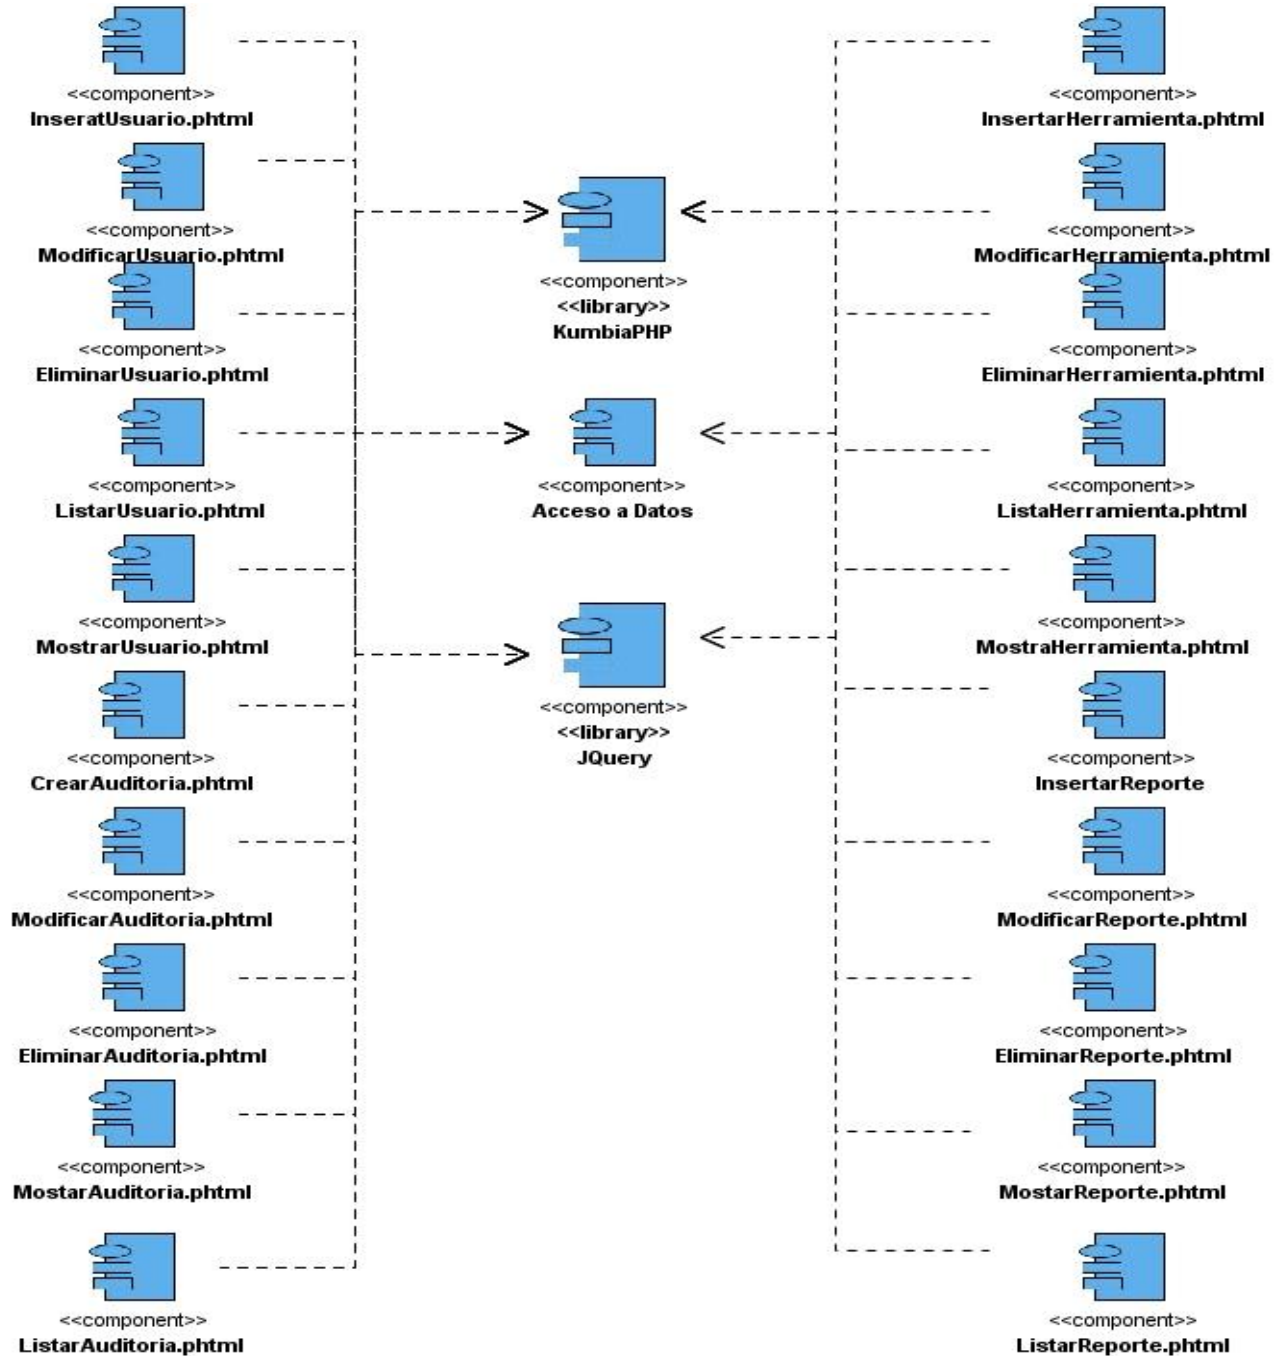 <<component>>
InseratUsuario.phtml
<<component>>
ModificarUsuario.phtml
<<component>>
EliminarUsuario.phtml
<<component>>
ListarUsuario.phtml
<<component>>
MostrarUsuario.phtml
<<component>>
CrearAuditoria.phtml
<<component>>
ModificarAuditoria.phtml
<<component>>
EliminarAuditoria.phtml
<<component>>
MostarAuditoria.phtml
<<component>>
ListarAuditoria.phtml
<<component>>
<<library>>
KumbiaPHP
<<component>>
Acceso a Datos
<<component>>
<<library>>
JQuery
<<component>>
InsertarHerramienta.phtml
<<component>>
ModificarHerramienta.phtml
<<component>>
EliminarHerramienta.phtml
<<component>>
ListaHerramienta.phtml
<<component>>
MostraHerramienta.phtml
<<component>>
InsertarReporte
<<component>>
ModificarReporte.phtml
<<component>>
EliminarReporte.phtml
<<component>>
MostarReporte.phtml
<<component>>
ListarReporte.phtml